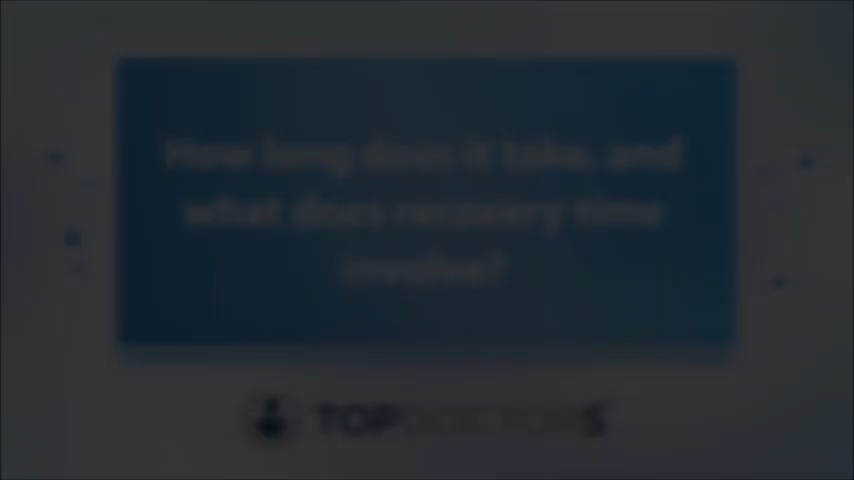 How long does it take, and
what does recovery time
involve?
TOPDOCTORS